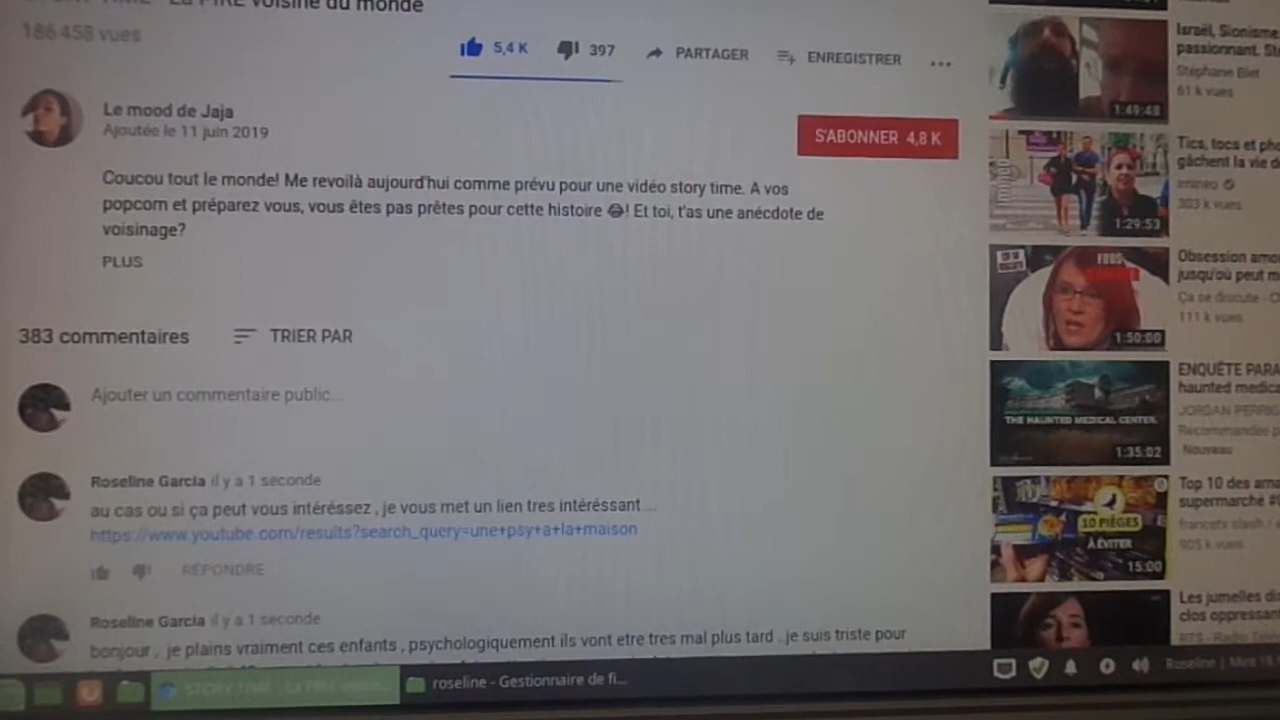 La PIRE voisine du monde
186 458 vues
5,4 K 397 PARTAGER ENREGISTRER ...
Le mood de Jaja
Ajoutée le 11 juin 2019
S'ABONNER 4,8 K
Coucou tout le monde! Me revoilà aujourd'hui comme prévu pour une vidéo story time. A vos
popcorn et préparez vous, vous êtes pas prêtes pour cette histoire 😂! Et toi, t'as une anécdote de
voisinage?
PLUS
383 commentaires TRIER PAR
Ajouter un commentaire public...
Roseline Garcia il y a 1 seconde
au cas ou si ça peut vous intéréssez , je vous met un lien tres intéréssant ...
https://www.youtube.com/results?search_query=une+psy+a+la+maison
RÉPONDRE
Roseline Garcia il y a 1 seconde
bonjour , je plains vraiment ces enfants , psychologiquement ils vont etre tres mal plus tard . je suis triste pour
Israël, Sionisme
passionnant. St
Stéphane Blet
61 k vues
1:49:48
Tics, tocs et pho
gâchent la vie d
imineo
303 k vues
1:29:53
Obsession amo
jusqu'où peut m
Ça se discute - C
111 k vues
FOUS
1:50:00
ENQUÊTE PARA
haunted medica
JORDAN PERRIG
Recommandée p
Nouveau
THE HAUNTED MEDICAL CENTER.
1:35:02
Top 10 des arna
supermarché #
francetv slash /
905 k vues
10 PIÈGES
À ÉVITER
15:00
Les jumelles di
clos oppressan
RTS - Radio Télé
STORY TIME - La PIRE voisi...
roseline - Gestionnaire de fi...
Roseline | Mint 19.